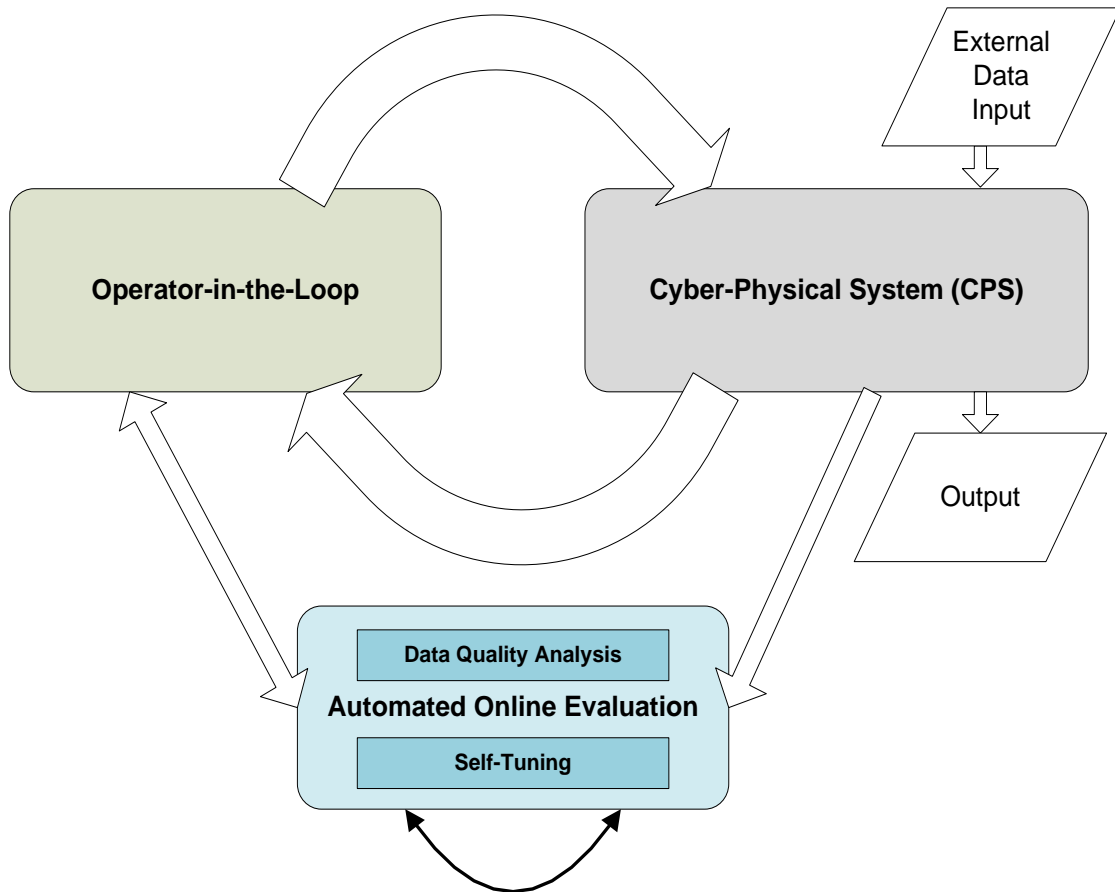 External
Data
Input
Operator-in-the-Loop
Cyber-Physical System (CPS)
Output
Data Quality Analysis
Automated Online Evaluation
Self-Tuning